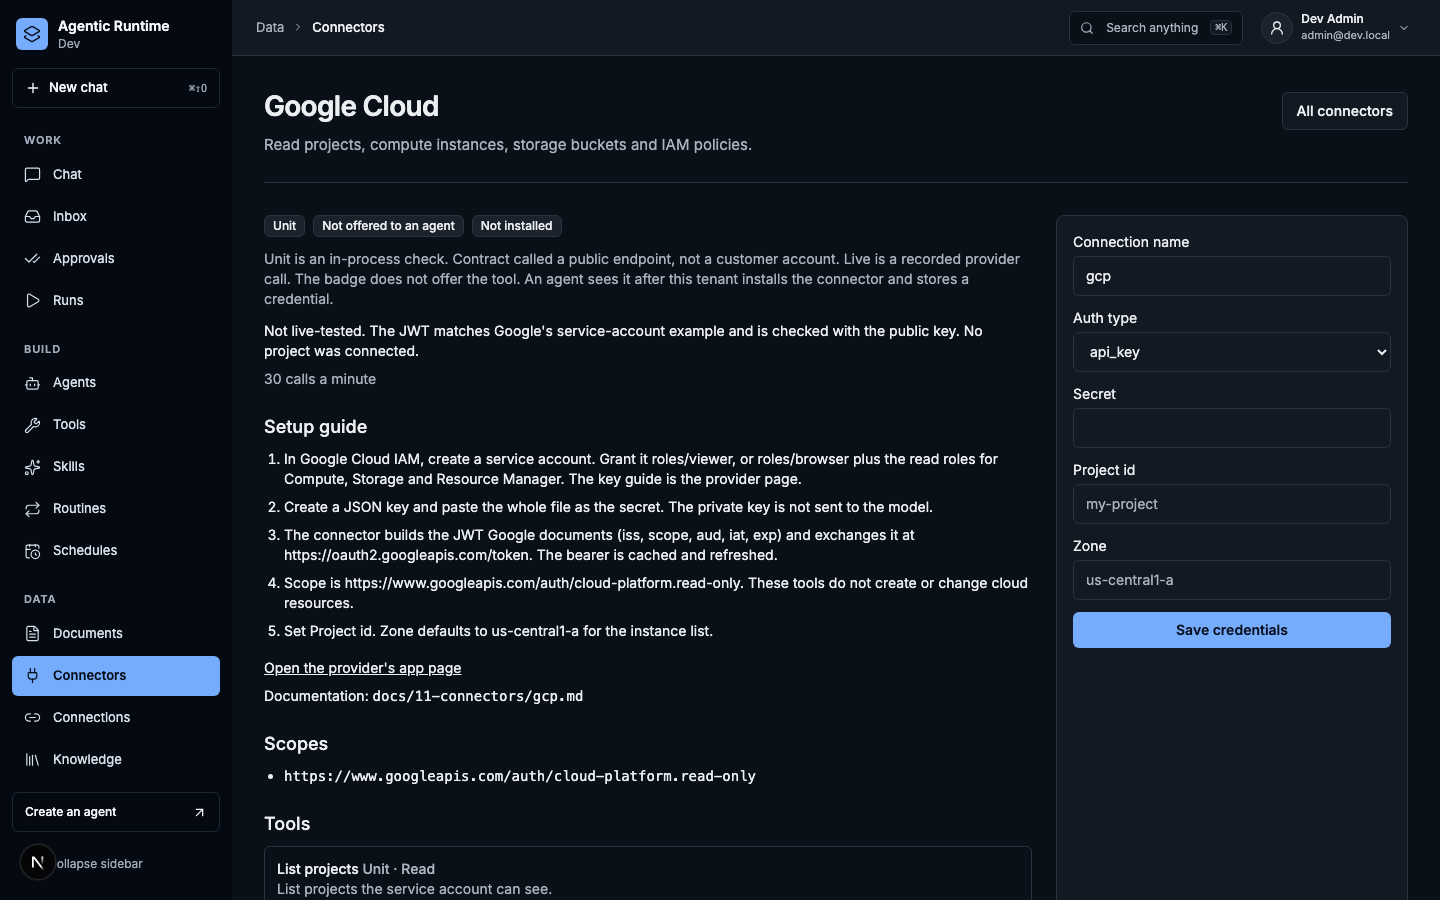 Agentic Runtime
Dev
New chat
⌘⇧O
WORK
Chat
Inbox
Approvals
Runs
BUILD
Agents
Tools
Skills
Routines
Schedules
DATA
Documents
Connectors
Connections
Knowledge
Create an agent
N
ollapse sidebar
Data
Connectors
Search anything
⌘K
Dev Admin
admin@dev.local
Google Cloud
Read projects, compute instances, storage buckets and IAM policies.
All connectors
Unit
Not offered to an agent
Not installed
Unit is an in-process check. Contract called a public endpoint, not a customer account. Live is a recorded provider
call. The badge does not offer the tool. An agent sees it after this tenant installs the connector and stores a
credential.
Not live-tested. The JWT matches Google's service-account example and is checked with the public key. No
project was connected.
30 calls a minute
Setup guide
1. In Google Cloud IAM, create a service account. Grant it roles/viewer, or roles/browser plus the read roles for
Compute, Storage and Resource Manager. The key guide is the provider page.
2. Create a JSON key and paste the whole file as the secret. The private key is not sent to the model.
3. The connector builds the JWT Google documents (iss, scope, aud, iat, exp) and exchanges it at
https://oauth2.googleapis.com/token. The bearer is cached and refreshed.
4. Scope is https://www.googleapis.com/auth/cloud-platform.read-only. These tools do not create or change cloud
resources.
5. Set Project id. Zone defaults to us-central1-a for the instance list.
Open the provider's app page
Documentation: docs/11-connectors/gcp.md
Scopes
• https://www.googleapis.com/auth/cloud-platform.read-only
Tools
List projects Unit · Read
List projects the service account can see.
Connection name
gcp
Auth type
api_key
Secret
Project id
my-project
Zone
us-central1-a
Save credentials